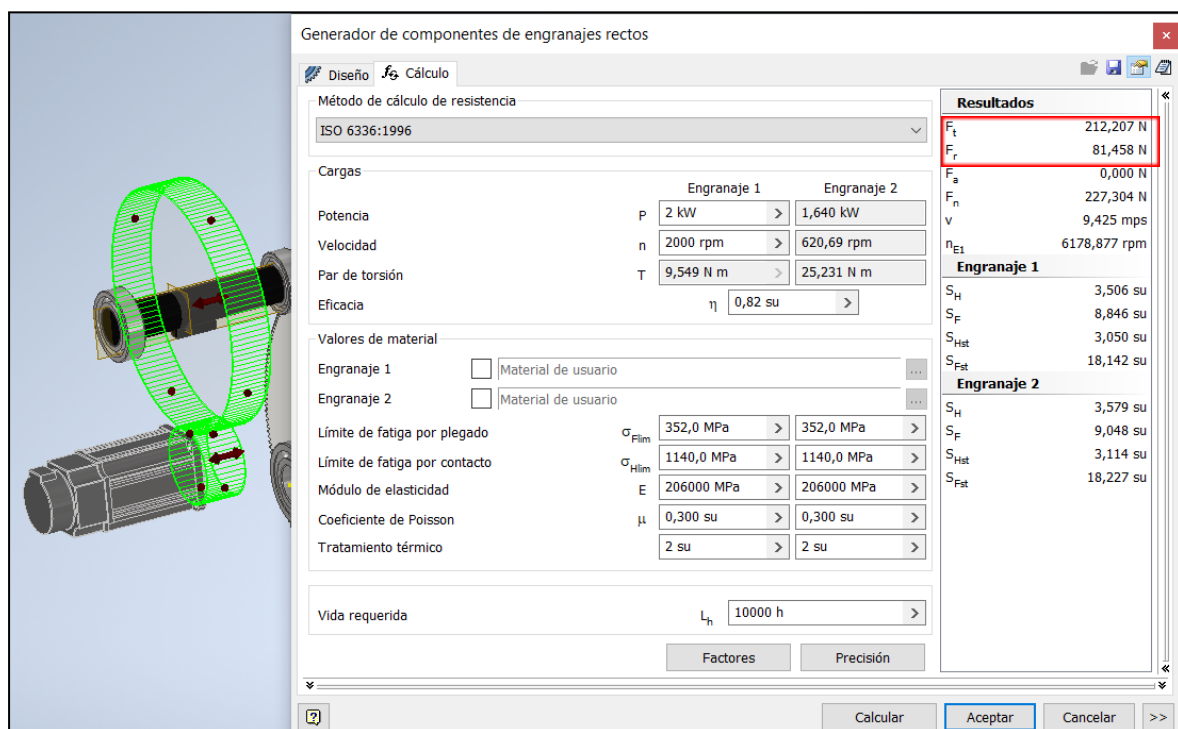 Generador de componentes de engranajes rectos
Diseño Cálculo
Método de cálculo de resistencia
ISO 6336:1996
Cargas
Engranaje 1 Engranaje 2
Potencia P 2 kW 1,640 kW
Velocidad n 2000 rpm 620,69 rpm
Par de torsión T 9,549 N m 25,231 N m
Eficacia η 0,82 su
Valores de material
Engranaje 1 Material de usuario ...
Engranaje 2 Material de usuario ...
Límite de fatiga por plegado σFlim 352,0 MPa 352,0 MPa
Límite de fatiga por contacto σHlim 1140,0 MPa 1140,0 MPa
Módulo de elasticidad E 206000 MPa 206000 MPa
Coeficiente de Poisson μ 0,300 su 0,300 su
Tratamiento térmico 2 su 2 su
Vida requerida Lh 10000 h
Factores Precisión
Resultados
Ft 212,207 N
Fr 81,458 N
Fa 0,000 N
Fn 227,304 N
v 9,425 mps
nE1 6178,877 rpm
Engranaje 1
SH 3,506 su
SF 8,846 su
SHst 3,050 su
SFst 18,142 su
Engranaje 2
SH 3,579 su
SF 9,048 su
SHst 3,114 su
SFst 18,227 su
Calcular Aceptar Cancelar >>